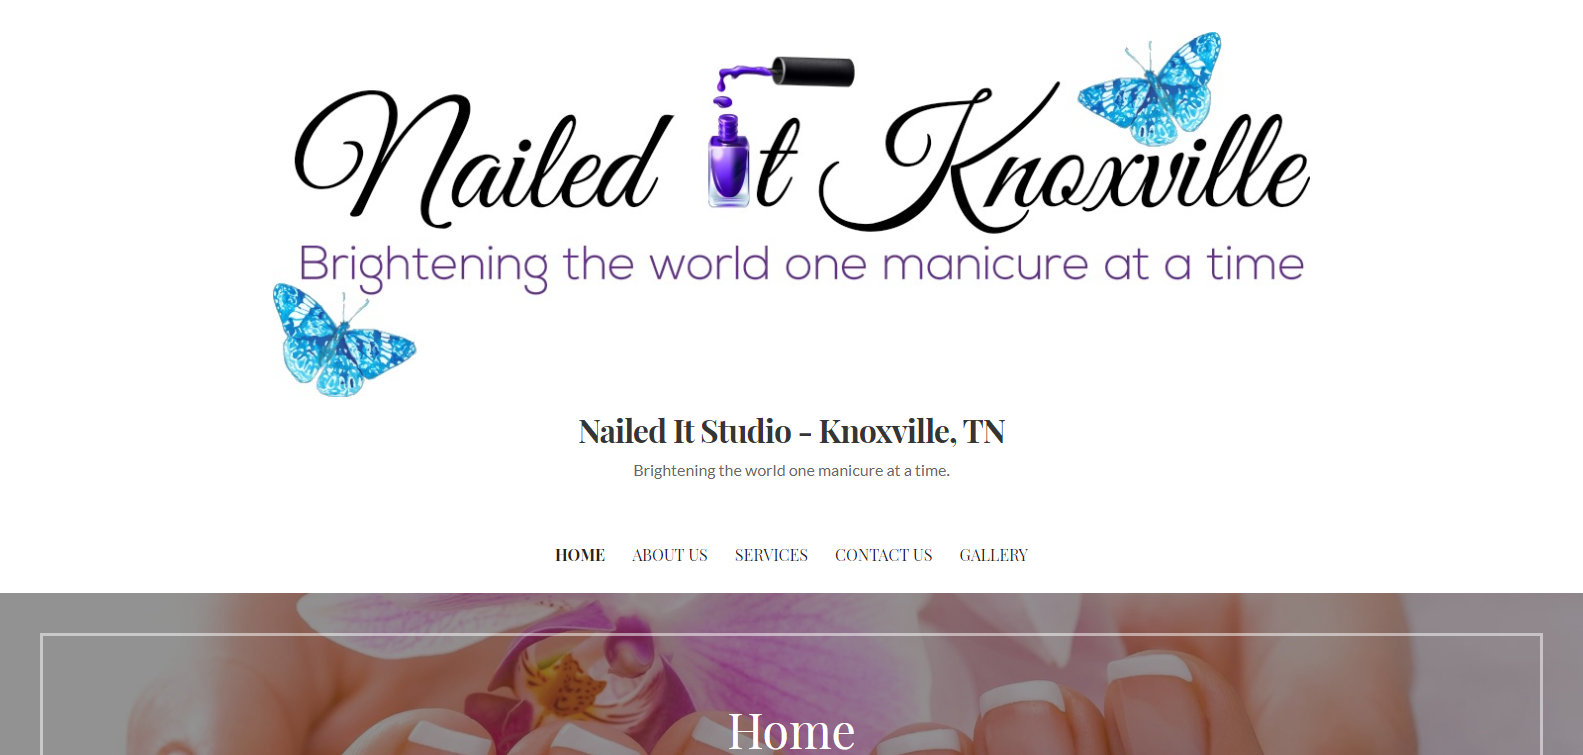 Nailed It Knoxville
Brightening the world one manicure at a time
Nailed It Studio - Knoxville, TN
Brightening the world one manicure at a time.
HOME ABOUT US SERVICES CONTACT US GALLERY
Home